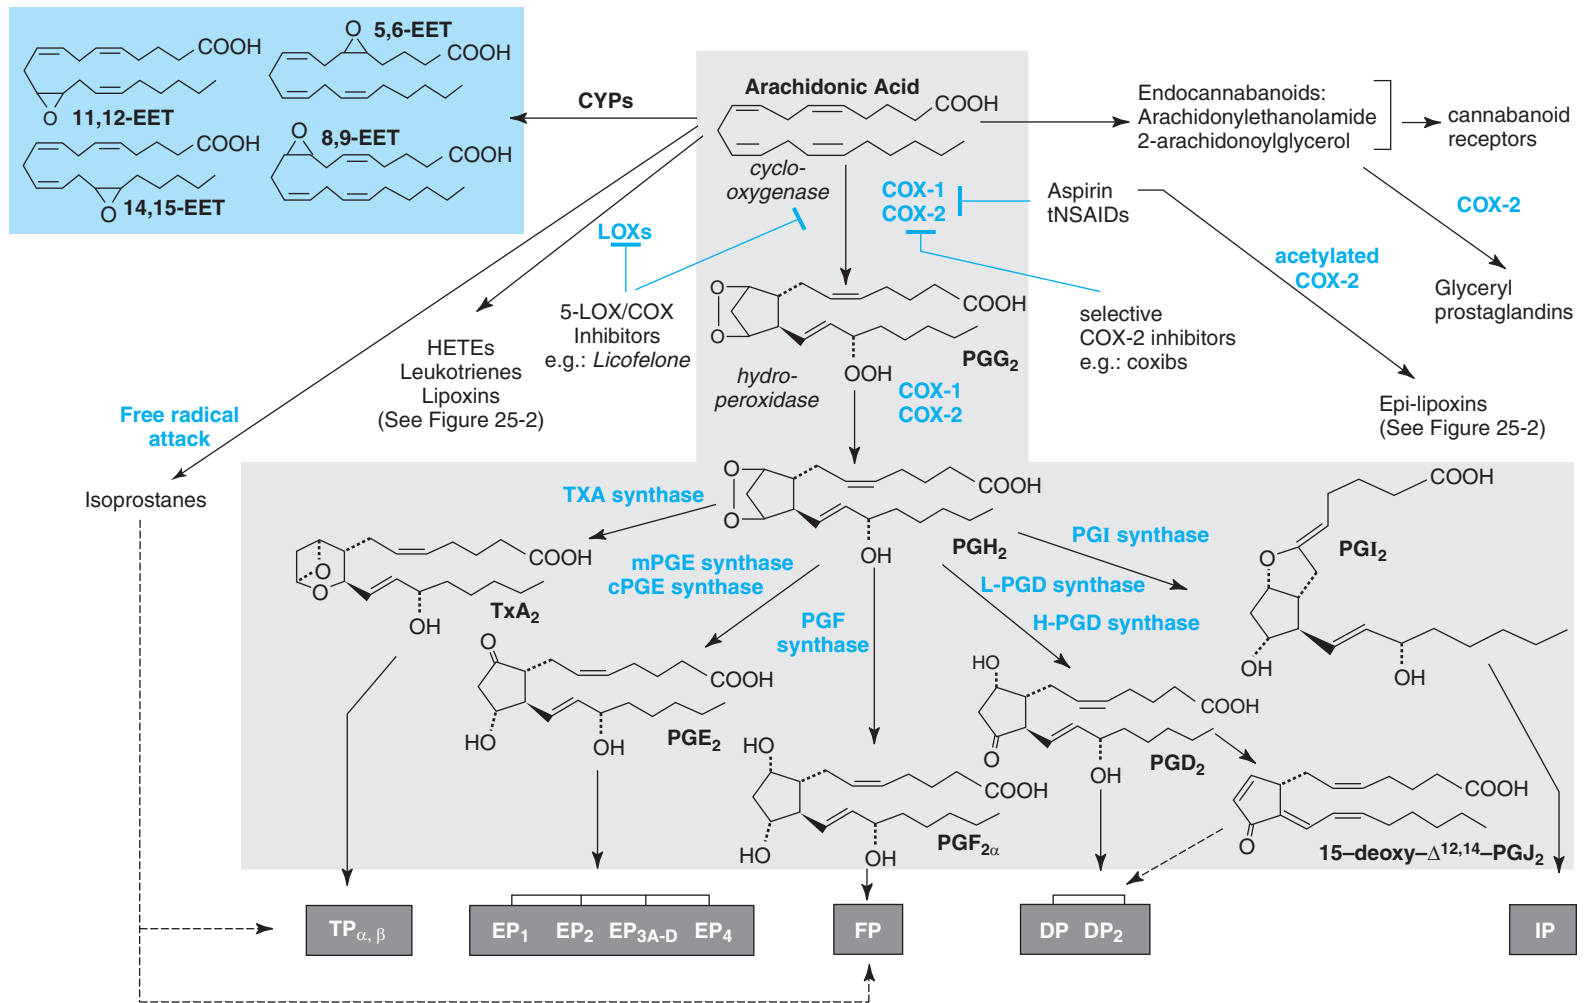 O
5,6-EET
COOH
COOH
O
11,12-EET
O
8,9-EET
COOH
COOH
O
14,15-EET
CYPs
Arachidonic Acid
COOH
Endocannabanoids:
Arachidonylethanolamide
2-arachidonoylglycerol
cannabanoid
receptors
cyclo-
oxygenase
COX-1
COX-2
Aspirin
tNSAIDs
COX-2
LOXs
acetylated
COX-2
5-LOX/COX
Inhibitors
e.g.: Licofelone
HETEs
Leukotrienes
Lipoxins
(See Figure 25-2)
O
O
COOH
PGG2
OOH
hydro-
peroxidase
COX-1
COX-2
selective
COX-2 inhibitors
e.g.: coxibs
Glyceryl
prostaglandins
Epi-lipoxins
(See Figure 25-2)
Free radical
attack
Isoprostanes
TXA synthase
O
O
COOH
OH
PGH2
PGI synthase
COOH
O
PGI2
OH
OH
O
O
COOH
TxA2
OH
mPGE synthase
cPGE synthase
PGF
synthase
L-PGD synthase
H-PGD synthase
O
COOH
HO
OH
PGE2
HO
COOH
O
OH
PGD2
HO
COOH
HO
OH
PGF2α
COOH
O
15–deoxy–Δ12,14–PGJ2
TPα, β
EP1 EP2 EP3A-D EP4
FP
DP DP2
IP